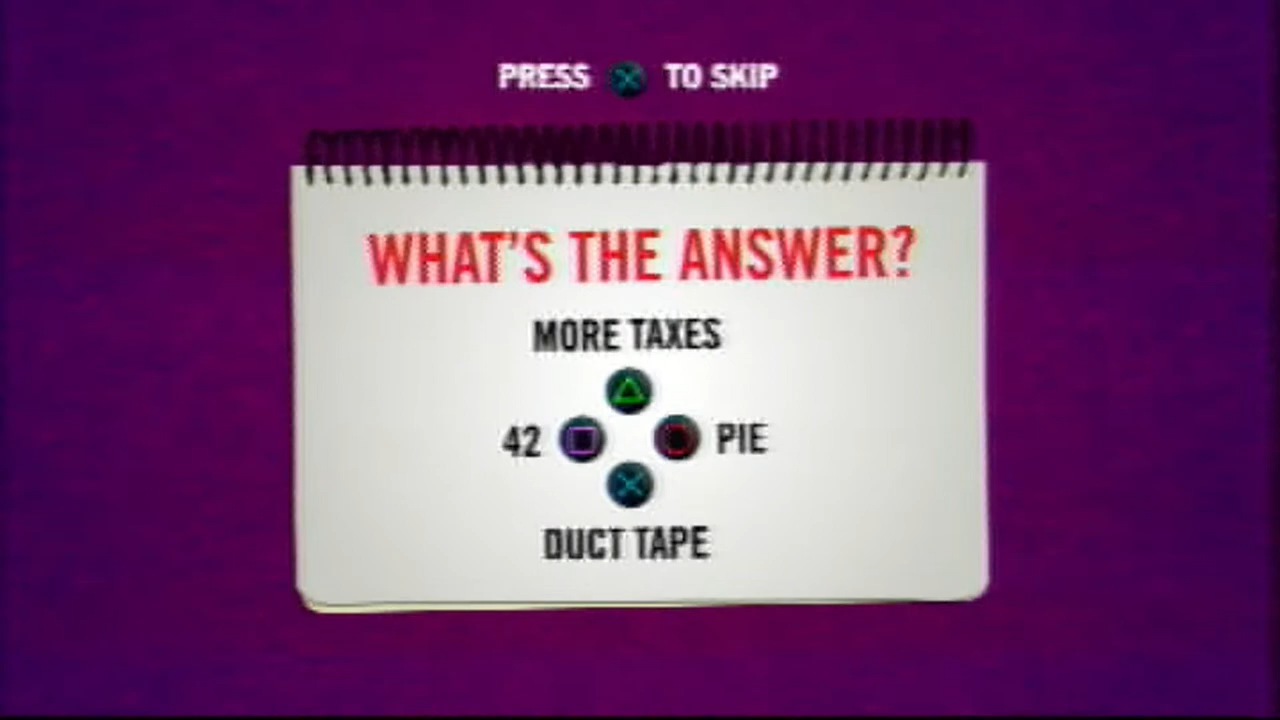 PRESS TO SKIP
WHAT'S THE ANSWER?
MORE TAXES
42 PIE
DUCT TAPE